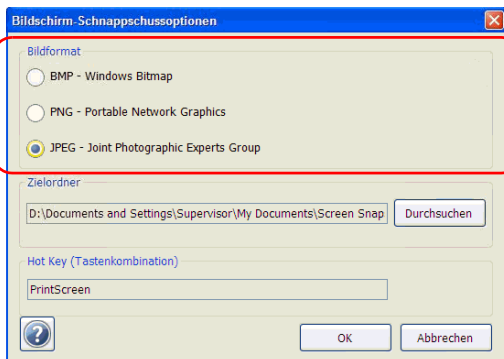 Bildschirm-Schnappschussoptionen
Bildformat
BMP - Windows Bitmap
PNG - Portable Network Graphics
JPEG - Joint Photographic Experts Group
Zielordner
D:\Documents and Settings\Supervisor\My Documents\Screen Snap
Durchsuchen
Hot Key (Tastenkombination)
PrintScreen
?
OK
Abbrechen